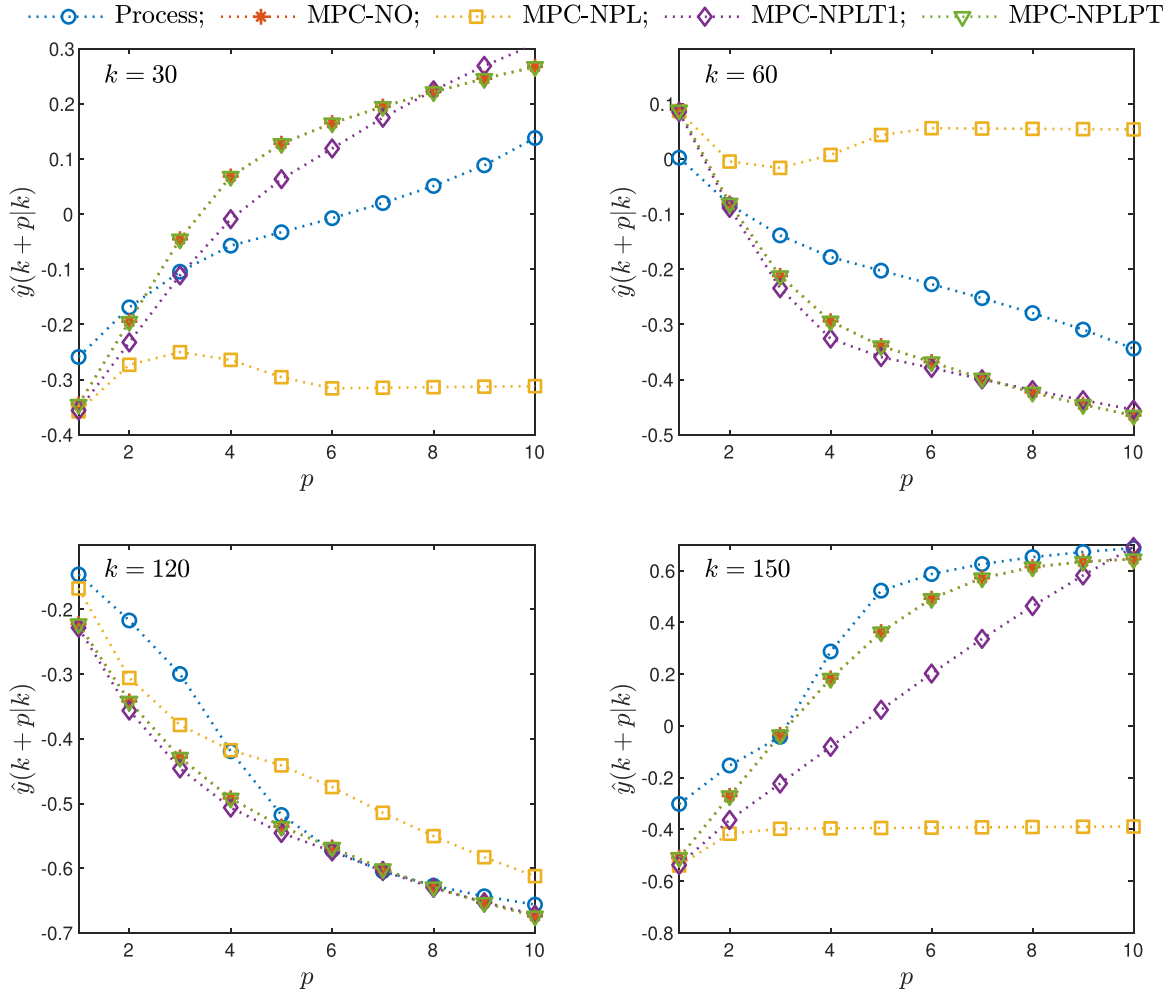 Process; MPC-NO; MPC-NPL; MPC-NPLT1; MPC-NPLPT
k = 30
0.3
0.2
0.1
0
-0.1
-0.2
-0.3
-0.4
2 4 6 8 10
p
ŷ(k + p|k)
k = 60
0.1
0
-0.1
-0.2
-0.3
-0.4
-0.5
2 4 6 8 10
p
ŷ(k + p|k)
k = 120
-0.2
-0.3
-0.4
-0.5
-0.6
-0.7
2 4 6 8 10
p
ŷ(k + p|k)
k = 150
0.6
0.4
0.2
0
-0.2
-0.4
-0.6
-0.8
2 4 6 8 10
p
ŷ(k + p|k)